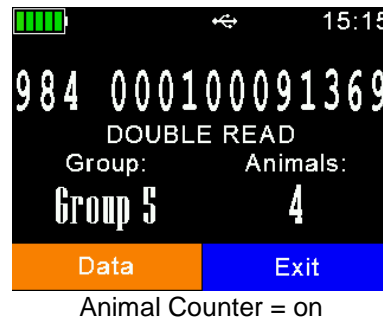 15:15
984 000100091369
DOUBLE READ
Group: Animals:
Group 5 4
Data Exit
Animal Counter = on